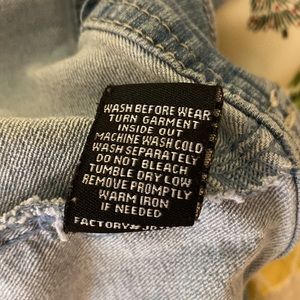 WASH BEFORE WEAR
TURN GARMENT
INSIDE OUT
MACHINE WASH COLD
WASH SEPARATELY
DO NOT BLEACH
TUMBLE DRY LOW
REMOVE PROMPTLY
WARM IRON
IF NEEDED